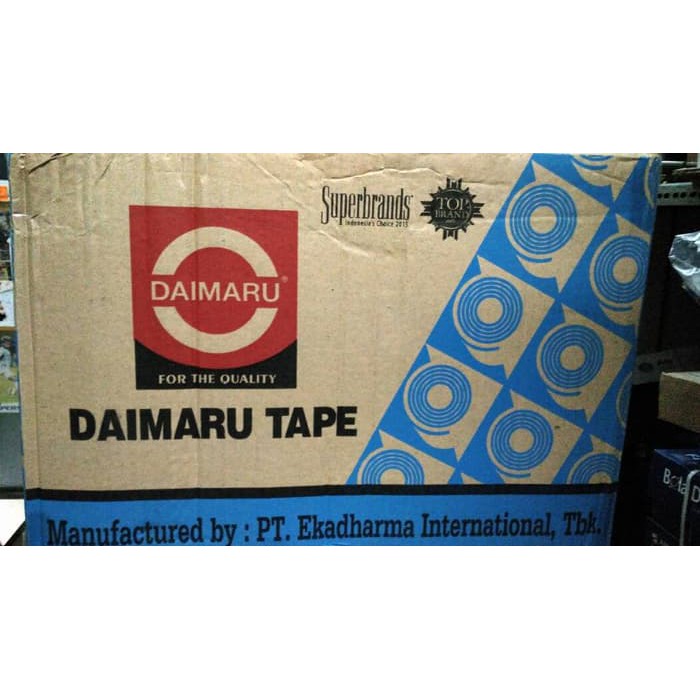 Superbrands
Indonesia's Choice 2015
TOP
BRAND
DAIMARU®
FOR THE QUALITY
DAIMARU TAPE
Manufactured by : PT. Ekadharma International, Tbk.